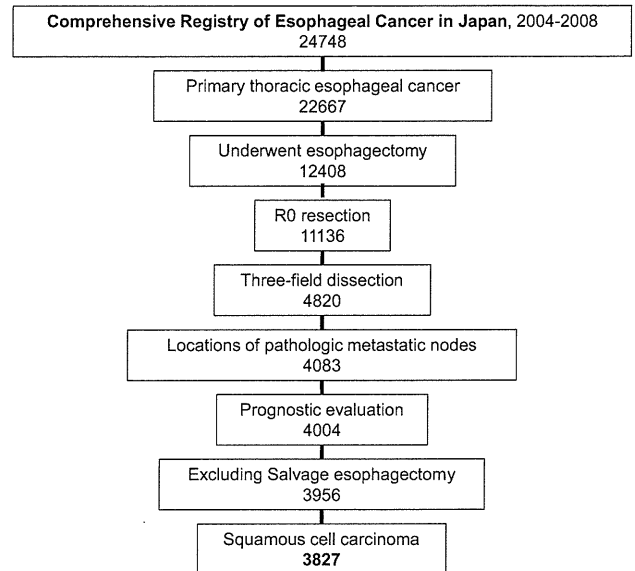 Comprehensive Registry of Esophageal Cancer in Japan, 2004-2008
24748
Primary thoracic esophageal cancer
22667
Underwent esophagectomy
12408
R0 resection
11136
Three-field dissection
4820
Locations of pathologic metastatic nodes
4083
Prognostic evaluation
4004
Excluding Salvage esophagectomy
3956
Squamous cell carcinoma
3827